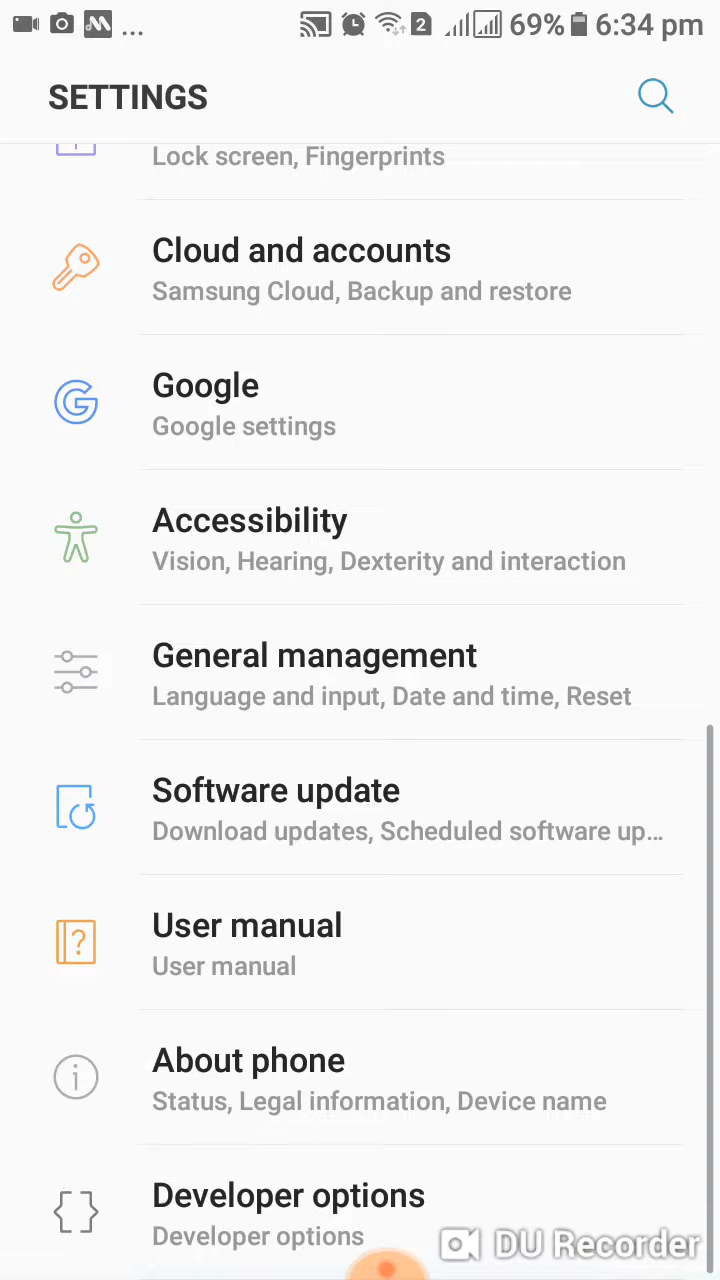 ... 2 69% 6:34 pm
SETTINGS
Lock screen, Fingerprints
Cloud and accounts
Samsung Cloud, Backup and restore
Google
Google settings
Accessibility
Vision, Hearing, Dexterity and interaction
General management
Language and input, Date and time, Reset
Software update
Download updates, Scheduled software up...
User manual
User manual
About phone
Status, Legal information, Device name
Developer options
Developer options
DU Recorder